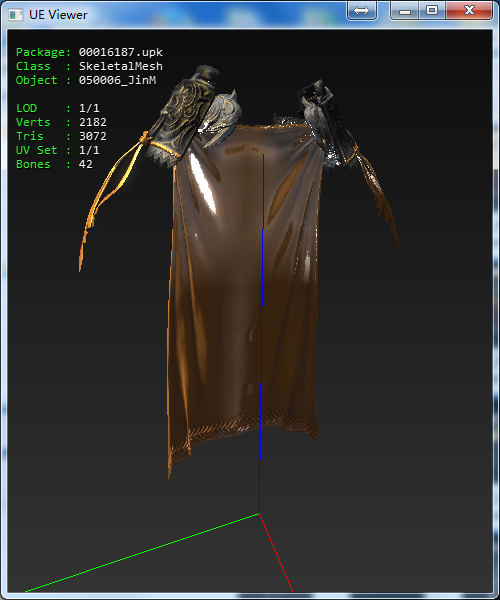 UE Viewer
Package: 00016187.upk
Class : SkeletalMesh
Object : 050006_JinM
LOD : 1/1
Verts : 2182
Tris : 3072
UV Set : 1/1
Bones : 42